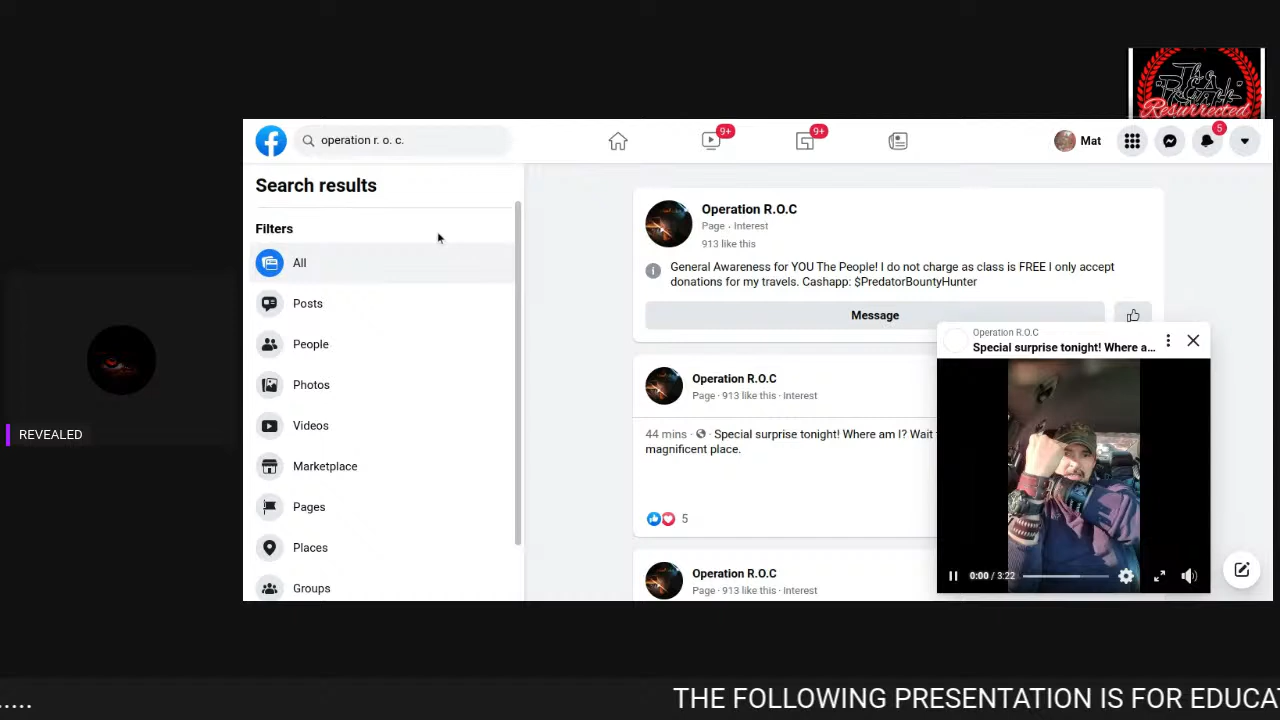 The
Resurrected
operation r. o. c.
9+
9+
Mat
5
Search results
Filters
All
Posts
People
Photos
Videos
Marketplace
Pages
Places
Groups
Operation R.O.C
Page · Interest
913 like this
General Awareness for YOU The People! I do not charge as class is FREE I only accept
donations for my travels. Cashapp: $PredatorBountyHunter
Message
Operation R.O.C
Page · 913 like this · Interest
44 mins · Special surprise tonight! Where am I? Wait
magnificent place.
5
Operation R.O.C
Page · 913 like this · Interest
Operation R.O.C
Special surprise tonight! Where a...
0:00 / 3:22
REVEALED
..... THE FOLLOWING PRESENTATION IS FOR EDUCA